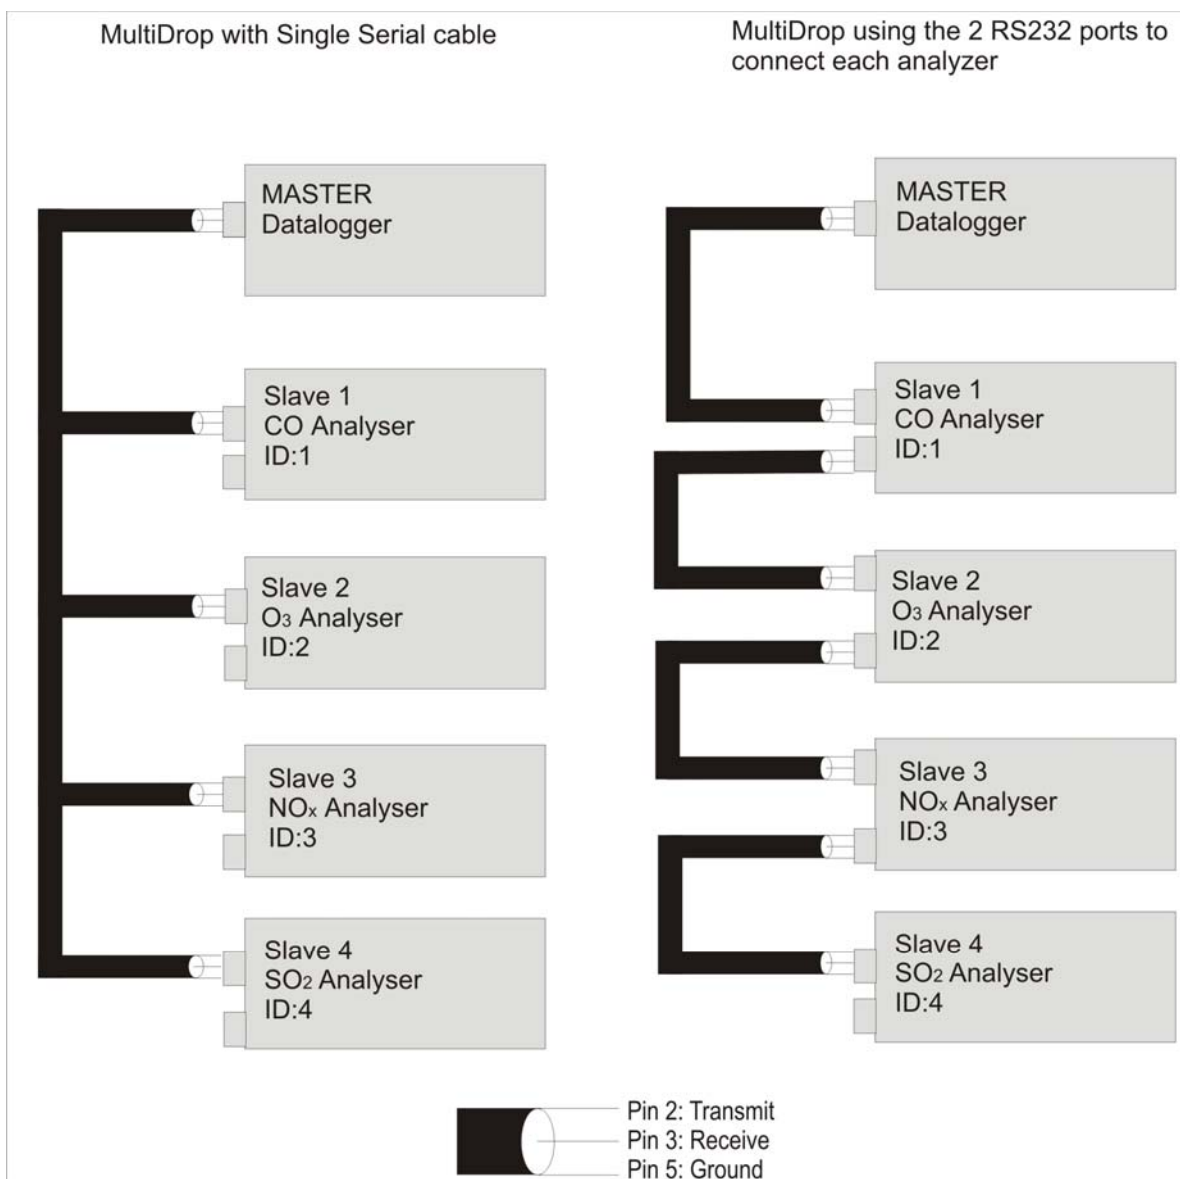 MultiDrop with Single Serial cable
MASTER
Datalogger
Slave 1
CO Analyser
ID:1
Slave 2
O3 Analyser
ID:2
Slave 3
NOx Analyser
ID:3
Slave 4
SO2 Analyser
ID:4
MultiDrop using the 2 RS232 ports to
connect each analyzer
MASTER
Datalogger
Slave 1
CO Analyser
ID:1
Slave 2
O3 Analyser
ID:2
Slave 3
NOx Analyser
ID:3
Slave 4
SO2 Analyser
ID:4
Pin 2: Transmit
Pin 3: Receive
Pin 5: Ground